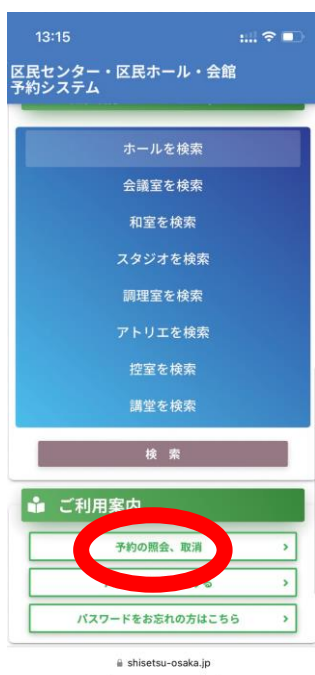 13:15
区民センター・区民ホール・会館
予約システム
ホールを検索
会議室を検索
和室を検索
スタジオを検索
調理室を検索
アトリエを検索
控室を検索
講堂を検索
検 索
ご利用案内
予約の照会、取消
る
パスワードをお忘れの方はこちら
shisetsu-osaka.jp